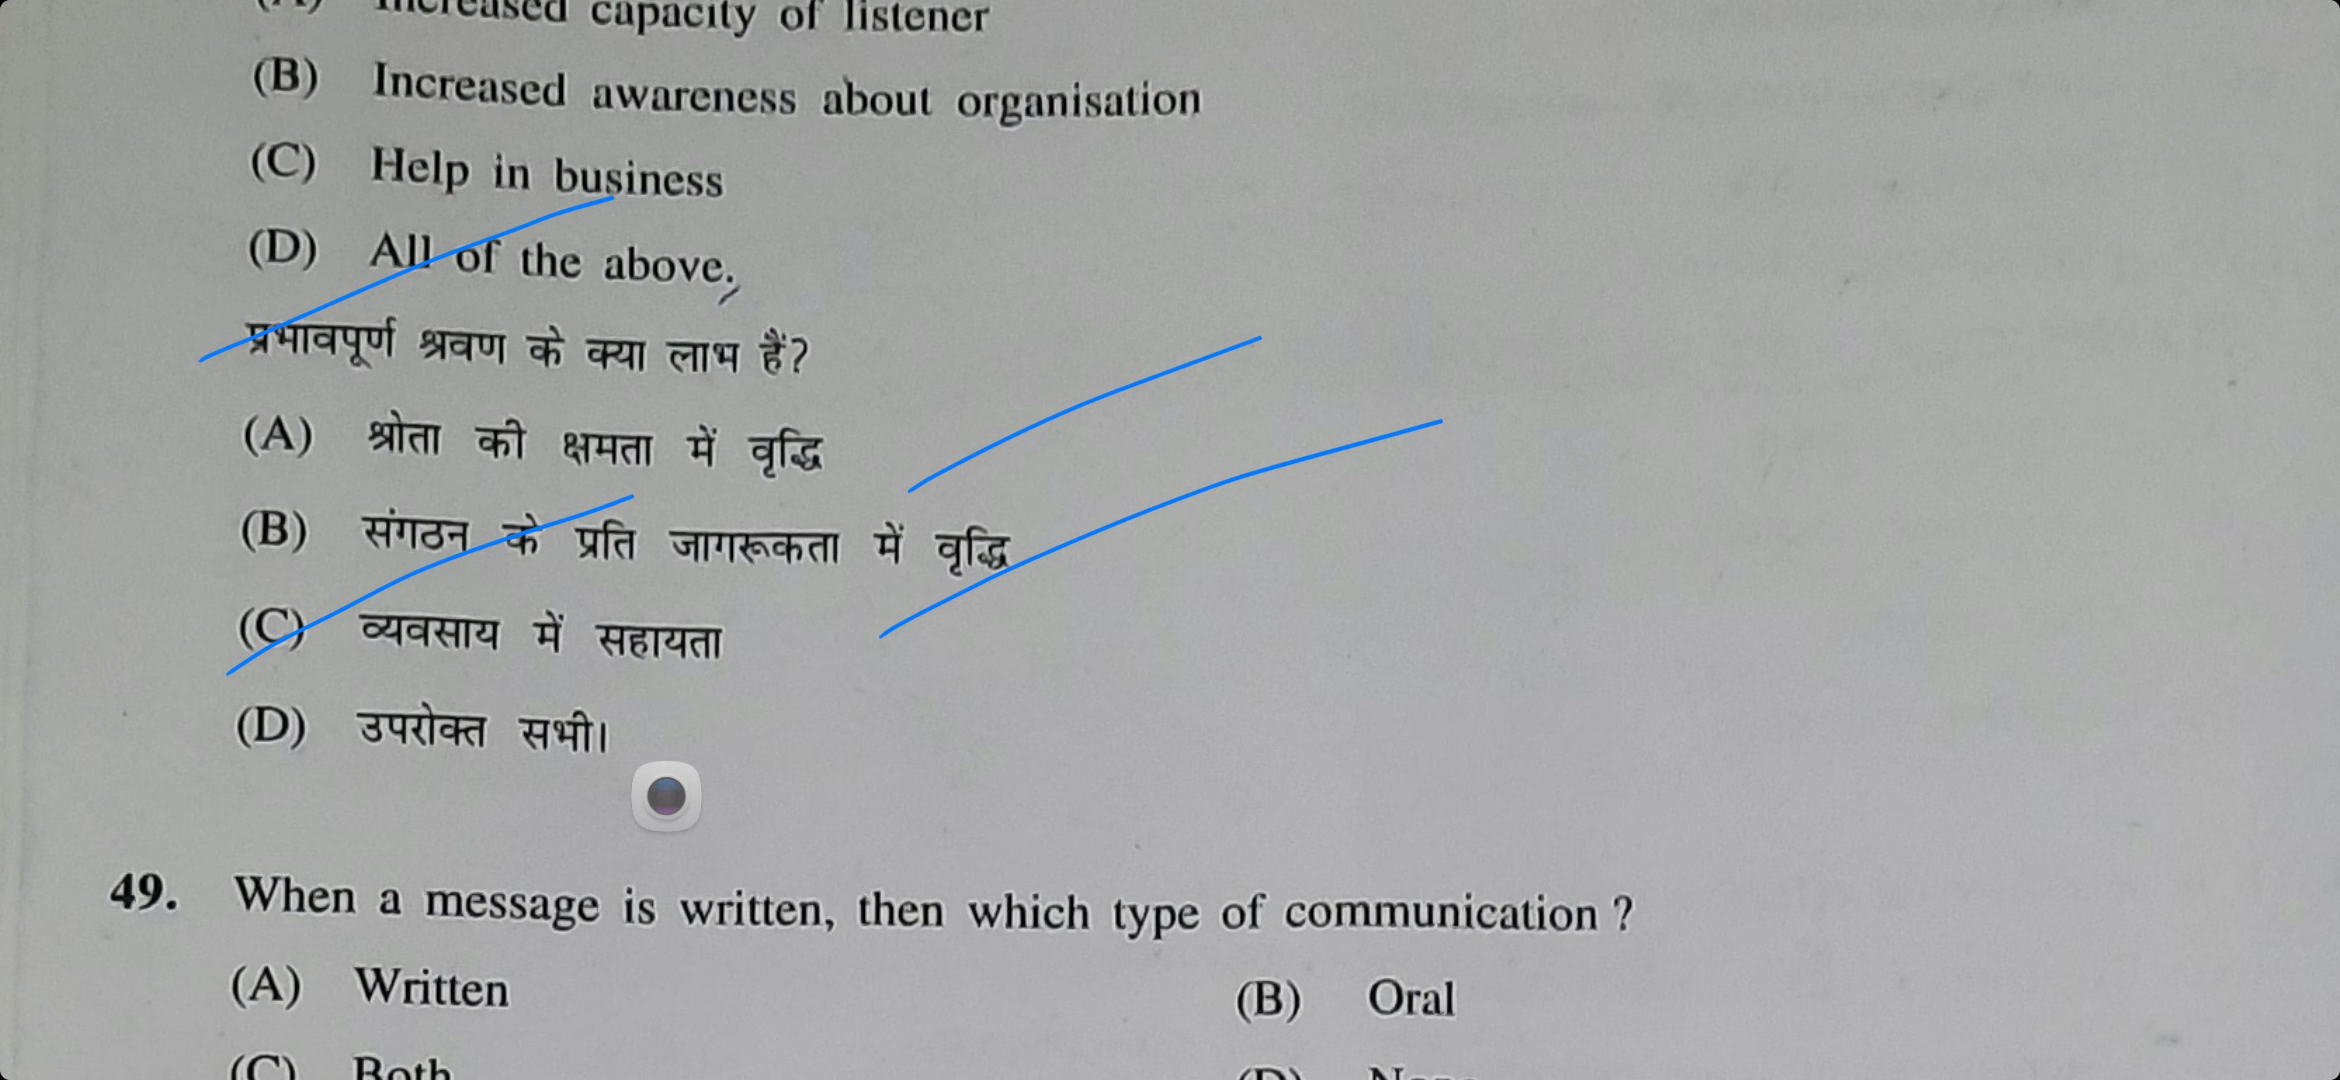 (A) Increased capacity of listener
(B) Increased awareness about organisation
(C) Help in business
(D) All of the above.
प्रभावपूर्ण श्रवण के क्या लाभ हैं?
(A) श्रोता की क्षमता में वृद्धि
(B) संगठन के प्रति जागरूकता में वृद्धि
(C) व्यवसाय में सहायता
(D) उपरोक्त सभी।
49. When a message is written, then which type of communication ?
(A) Written (B) Oral
(C) Both (D)